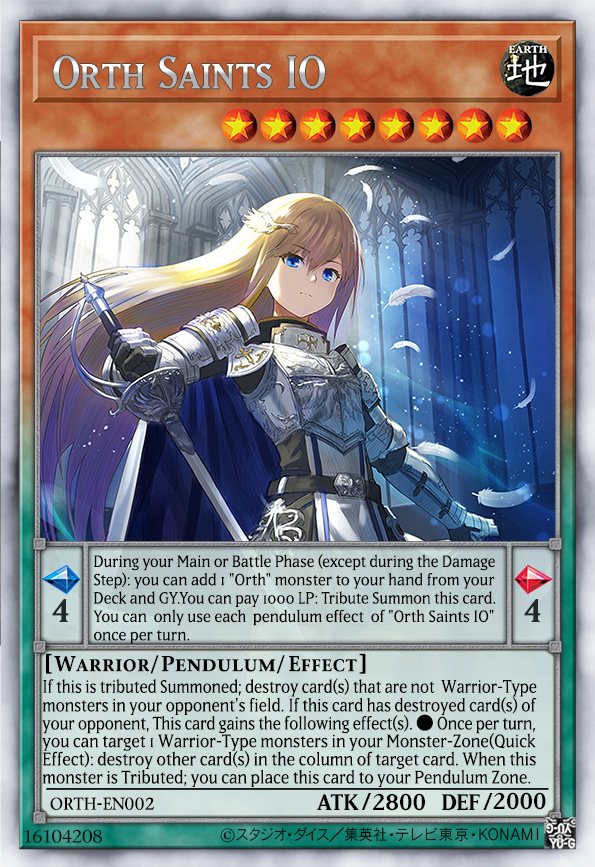 ORTH SAINTS IO
EARTH
地
During your Main or Battle Phase (except during the Damage
Step): you can add 1 "Orth" monster to your hand from your
Deck and GY.You can pay 1000 LP: Tribute Summon this card.
You can only use each pendulum effect of "Orth Saints IO"
once per turn.
4
4
[WARRIOR/PENDULUM/EFFECT]
If this is tributed Summoned; destroy card(s) that are not Warrior-Type
monsters in your opponent's field. If this card has destroyed card(s) of
your opponent, This card gains the following effect(s). ● Once per turn,
you can target 1 Warrior-Type monsters in your Monster-Zone(Quick
Effect): destroy other card(s) in the column of target card. When this
monster is Tributed; you can place this card to your Pendulum Zone.
ORTH-EN002
ATK/2800 DEF/2000
16104208
©スタジオ・ダイス/集英社・テレビ東京・KONAMI